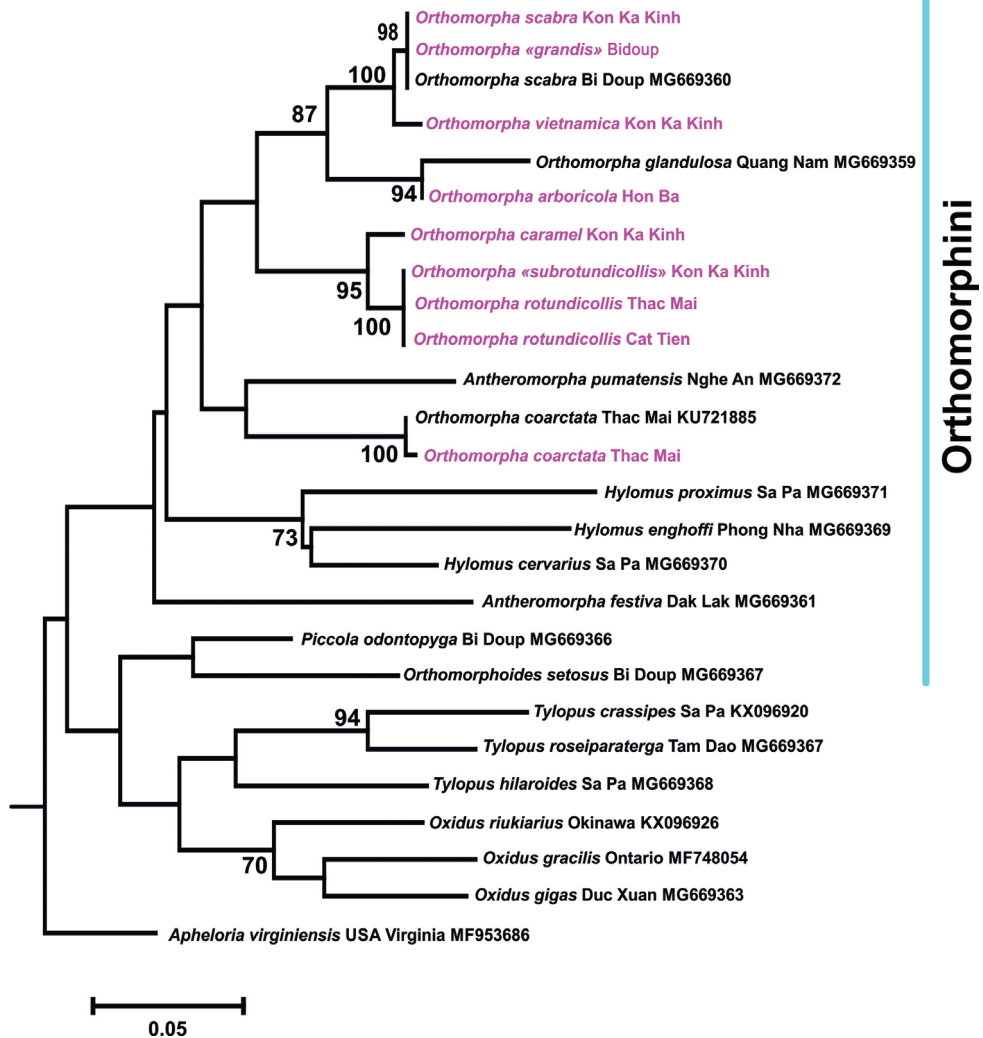 Orthomorpha scabra Kon Ka Kinh
98
Orthomorpha «grandis» Bidoup
100
Orthomorpha scabra Bi Doup MG669360
87
Orthomorpha vietnamica Kon Ka Kinh
Orthomorpha glandulosa Quang Nam MG669359
94
Orthomorpha arboricola Hon Ba
Orthomorpha caramel Kon Ka Kinh
Orthomorpha «subrotundicollis» Kon Ka Kinh
95
Orthomorpha rotundicollis Thac Mai
100
Orthomorpha rotundicollis Cat Tien
Antheromorpha pumatensis Nghe An MG669372
Orthomorpha coarctata Thac Mai KU721885
100
Orthomorpha coarctata Thac Mai
Hylomus proximus Sa Pa MG669371
73
Hylomus enghoffi Phong Nha MG669369
Hylomus cervarius Sa Pa MG669370
Antheromorpha festiva Dak Lak MG669361
Piccola odontopyga Bi Doup MG669366
Orthomorphoides setosus Bi Doup MG669367
94
Tylopus crassipes Sa Pa KX096920
Tylopus roseiparaterga Tam Dao MG669367
Tylopus hilaroides Sa Pa MG669368
Oxidus riukiarius Okinawa KX096926
70
Oxidus gracilis Ontario MF748054
Oxidus gigas Duc Xuan MG669363
Apheloria virginiensis USA Virginia MF953686
0.05
Orthomorphini